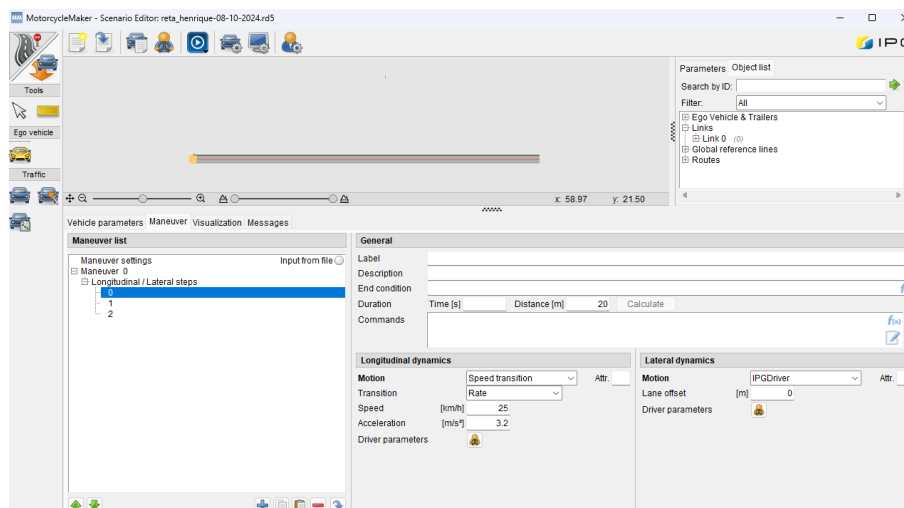 MM MotorcycleMaker - Scenario Editor: reta_henrique-08-10-2024.rd5
IPG
Tools
Ego vehicle
Traffic
Parameters Object list
Search by ID:
Filter: All
Ego Vehicle & Trailers
Links
Link 0 (0)
Global reference lines
Routes
x: 58.97 y: 21.50
Vehicle parameters Maneuver Visualization Messages
Maneuver list
Maneuver settings Input from file
Maneuver 0
Longitudinal / Lateral steps
0
1
2
General
Label
Description
End condition
Duration Time [s] Distance [m] 20 Calculate
Commands
f(x)
Longitudinal dynamics
Motion Speed transition Attr.
Transition Rate
Speed [km/h] 25
Acceleration [m/s²] 3.2
Driver parameters
Lateral dynamics
Motion IPGDriver Attr.
Lane offset [m] 0
Driver parameters